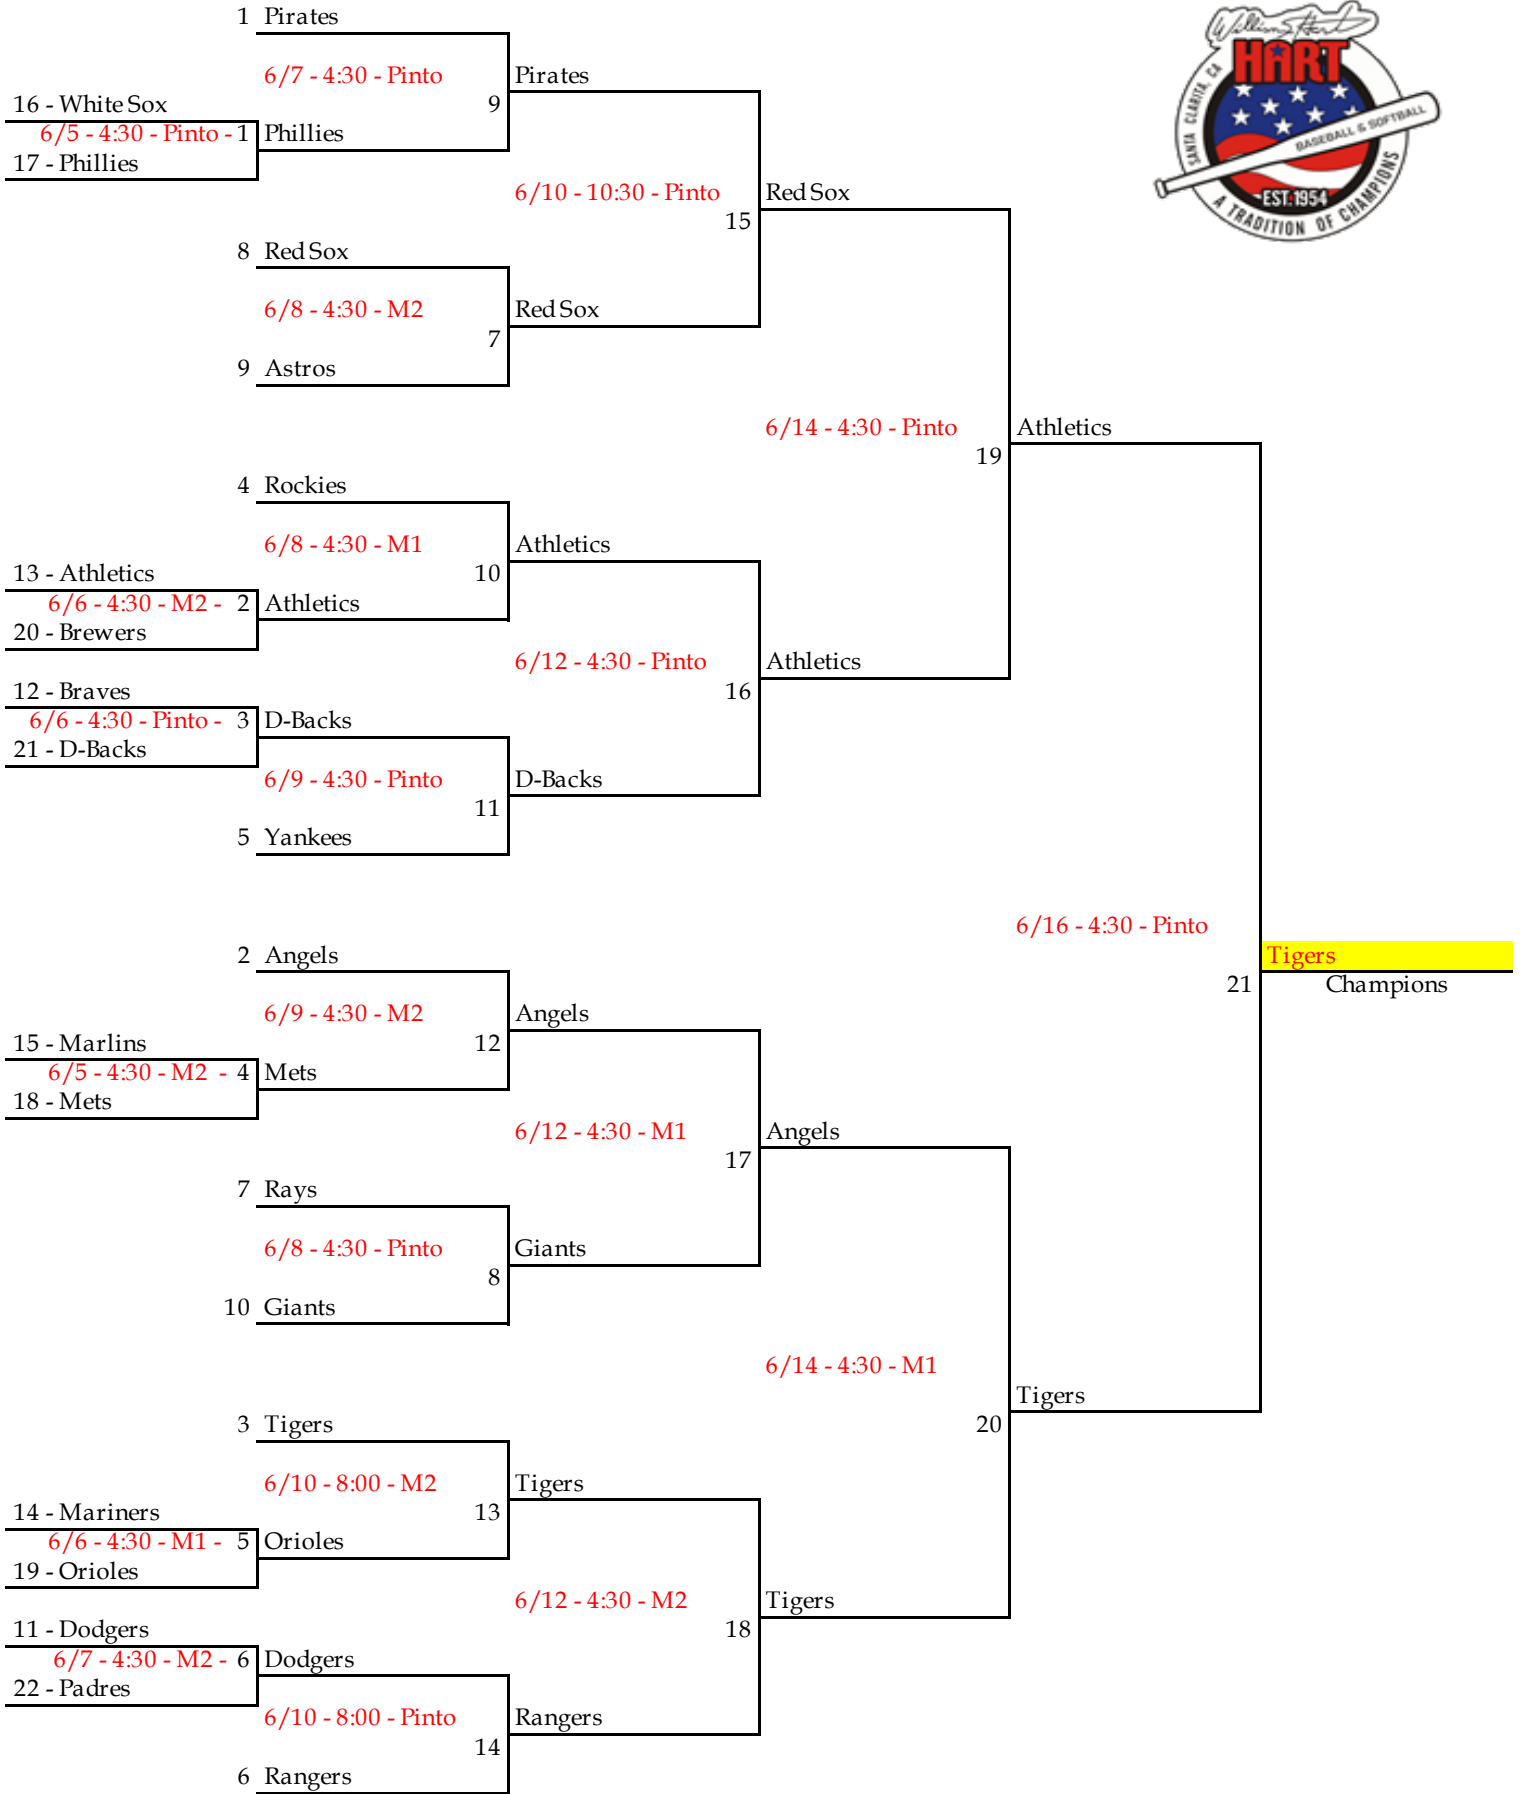 1 Pirates
William S Hart
HART
SANTA CLARITA, CA
BASEBALL & SOFTBALL
EST. 1954
A TRADITION OF CHAMPIONS
6/7 - 4:30 - Pinto
Pirates
16 - White Sox
9
6/5 - 4:30 - Pinto - 1 Phillies
17 - Phillies
6/10 - 10:30 - Pinto
Red Sox
15
8 Red Sox
6/8 - 4:30 - M2
Red Sox
7
9 Astros
6/14 - 4:30 - Pinto
Athletics
19
4 Rockies
6/8 - 4:30 - M1
Athletics
13 - Athletics
10
6/6 - 4:30 - M2 - 2 Athletics
20 - Brewers
6/12 - 4:30 - Pinto
Athletics
12 - Braves
16
6/6 - 4:30 - Pinto - 3 D-Backs
21 - D-Backs
6/9 - 4:30 - Pinto
D-Backs
11
5 Yankees
6/16 - 4:30 - Pinto
2 Angels
Tigers
21
Champions
6/9 - 4:30 - M2
Angels
15 - Marlins
12
6/5 - 4:30 - M2 - 4 Mets
18 - Mets
6/12 - 4:30 - M1
Angels
17
7 Rays
6/8 - 4:30 - Pinto
Giants
8
10 Giants
6/14 - 4:30 - M1
Tigers
3 Tigers
20
6/10 - 8:00 - M2
Tigers
14 - Mariners
13
6/6 - 4:30 - M1 - 5 Orioles
19 - Orioles
6/12 - 4:30 - M2
Tigers
11 - Dodgers
18
6/7 - 4:30 - M2 - 6 Dodgers
22 - Padres
6/10 - 8:00 - Pinto
Rangers
14
6 Rangers